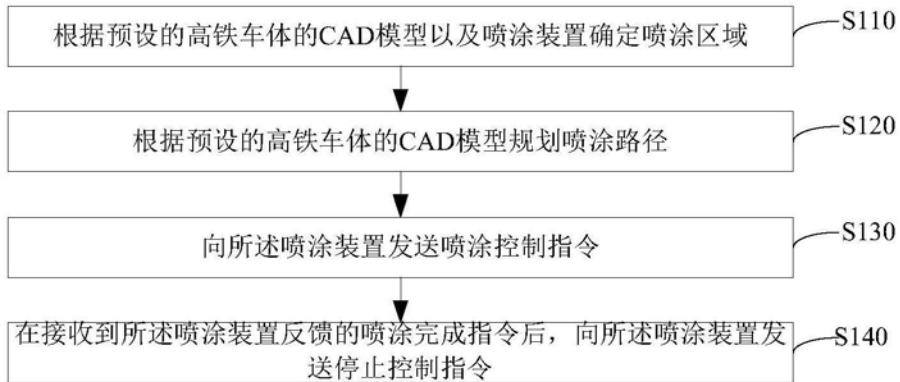 根据预设的高铁车体的CAD模型以及喷涂装置确定喷涂区域
S110
根据预设的高铁车体的CAD模型规划喷涂路径
S120
向所述喷涂装置发送喷涂控制指令
S130
在接收到所述喷涂装置反馈的喷涂完成指令后，向所述喷涂装置发
送停止控制指令
S140